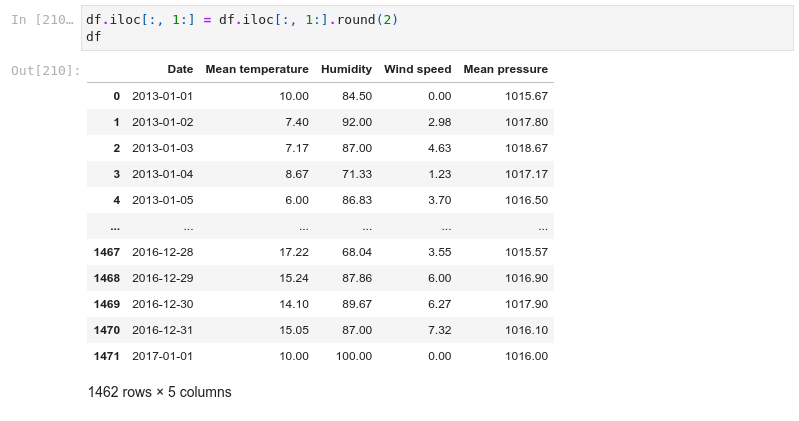 In [210… df.iloc[:, 1:] = df.iloc[:, 1:].round(2)
df
Out[210]:
Date Mean temperature Humidity Wind speed Mean pressure
0 2013-01-01 10.00 84.50 0.00 1015.67
1 2013-01-02 7.40 92.00 2.98 1017.80
2 2013-01-03 7.17 87.00 4.63 1018.67
3 2013-01-04 8.67 71.33 1.23 1017.17
4 2013-01-05 6.00 86.83 3.70 1016.50
... ... ... ... ... ...
1467 2016-12-28 17.22 68.04 3.55 1015.57
1468 2016-12-29 15.24 87.86 6.00 1016.90
1469 2016-12-30 14.10 89.67 6.27 1017.90
1470 2016-12-31 15.05 87.00 7.32 1016.10
1471 2017-01-01 10.00 100.00 0.00 1016.00
1462 rows × 5 columns